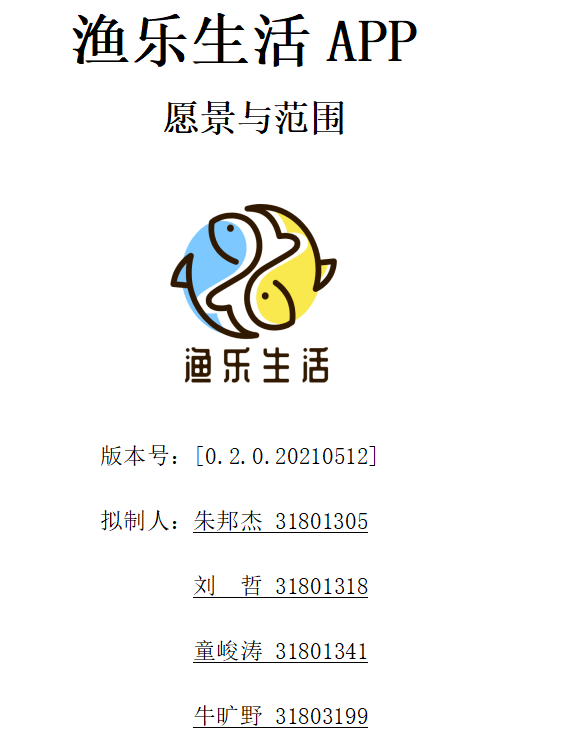 渔乐生活 APP
愿景与范围
渔乐生活
版本号：[0.2.0.20210512]
拟制人：朱邦杰 31801305
刘 哲 31801318
童峻涛 31801341
牛旷野 31803199